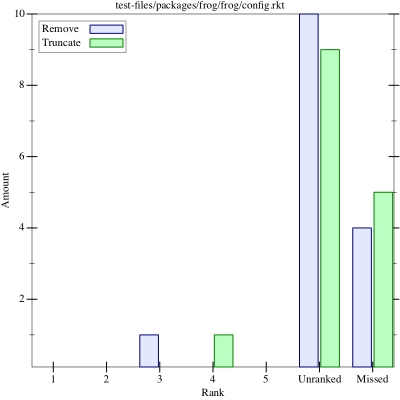 test-files/packages/frog/frog/config.rkt
Remove
Truncate
10
8
6
4
2
Amount
1 2 3 4 5 Unranked Missed
Rank